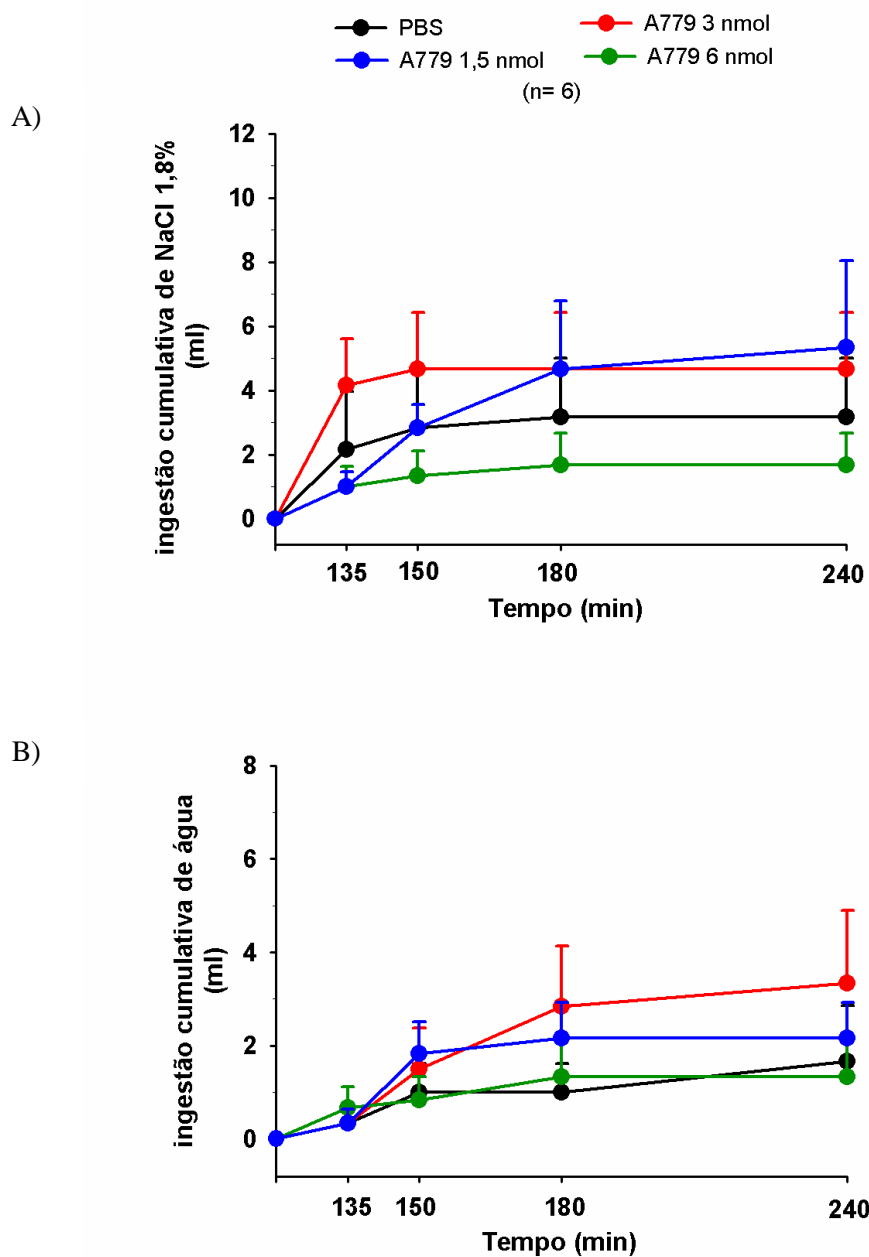 PBS
A779 3 nmol
A779 1,5 nmol
A779 6 nmol
(n= 6)
A)
ingestão cumulativa de NaCl 1,8%
(ml)
12
10
8
6
4
2
0
135
150
180
240
Tempo (min)
B)
ingestão cumulativa de água
(ml)
8
6
4
2
0
135
150
180
240
Tempo (min)